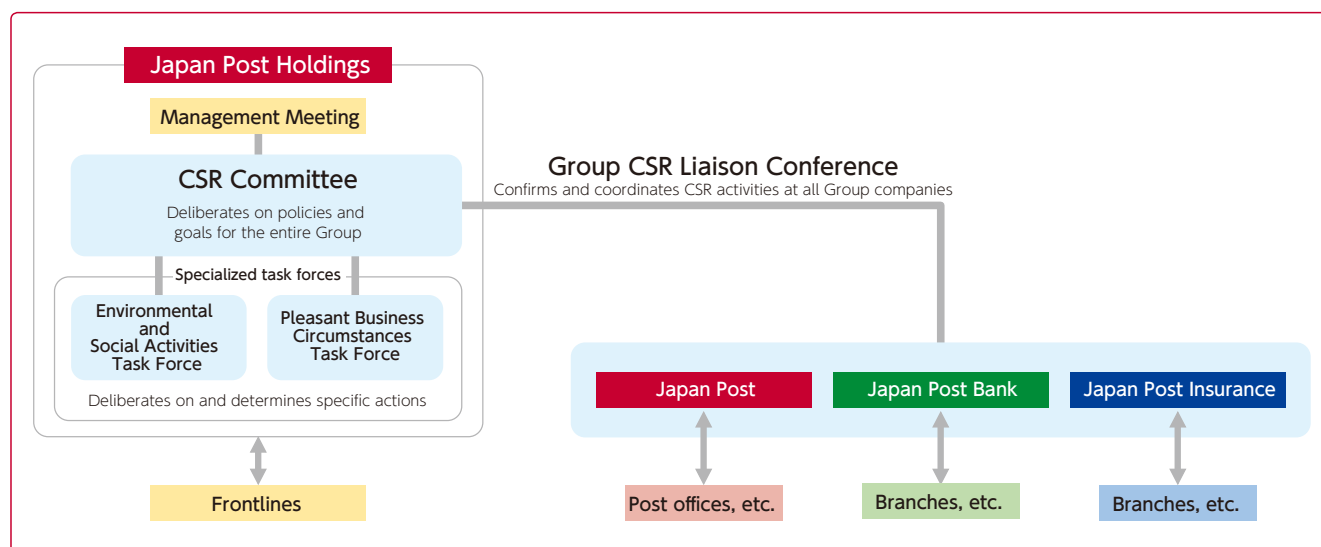 Japan Post Holdings
Management Meeting
CSR Committee
Deliberates on policies and
goals for the entire Group
Specialized task forces
Environmental
and
Social Activities
Task Force
Pleasant Business
Circumstances
Task Force
Deliberates on and determines specific actions
Frontlines
Group CSR Liaison Conference
Confirms and coordinates CSR activities at all Group companies
Japan Post
Japan Post Bank
Japan Post Insurance
Post offices, etc.
Branches, etc.
Branches, etc.